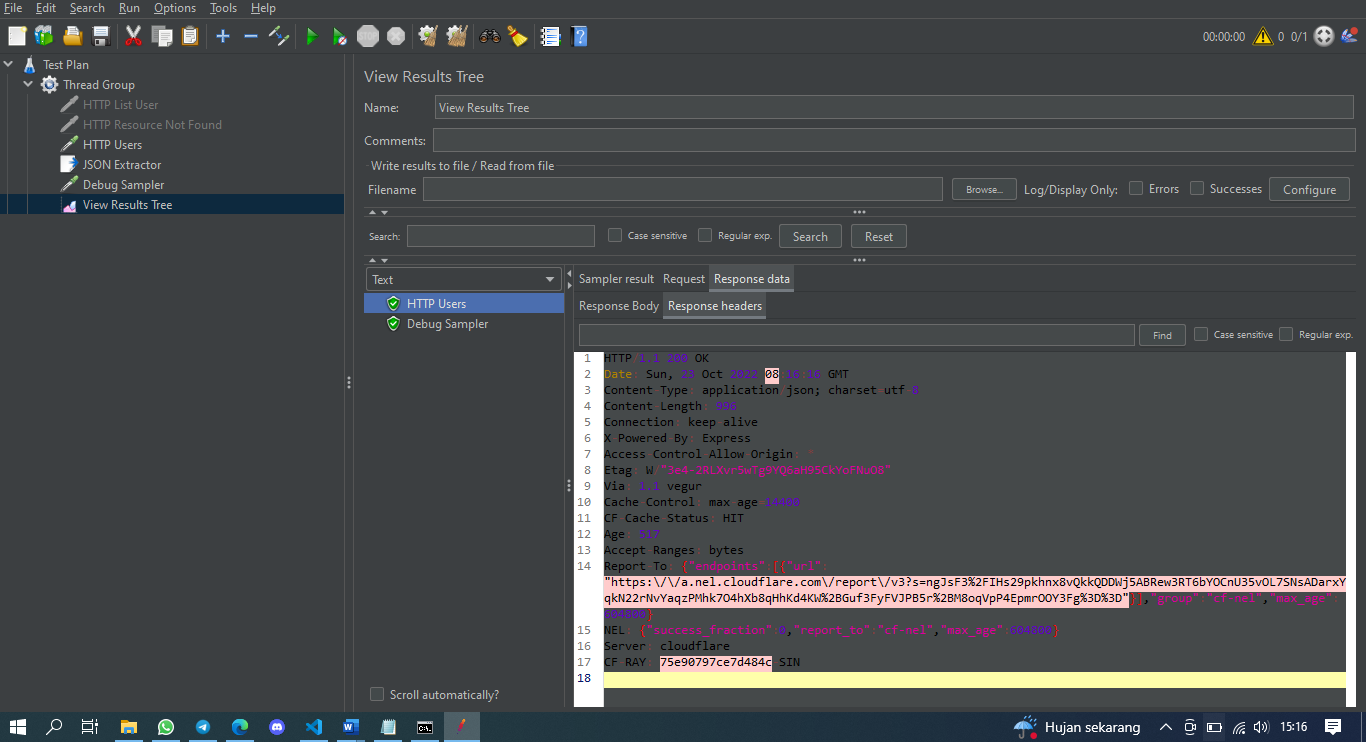 File Edit Search Run Options Tools Help
00:00:00 0 0/1
Test Plan
Thread Group
HTTP List User
HTTP Resource Not Found
HTTP Users
JSON Extractor
Debug Sampler
View Results Tree
View Results Tree
Name: View Results Tree
Comments:
Write results to file / Read from file
Filename Browse... Log/Display Only: Errors Successes Configure
Search: Case sensitive Regular exp. Search Reset
Text
HTTP Users
Debug Sampler
Scroll automatically?
Sampler result Request Response data
Response Body Response headers
Find Case sensitive Regular exp.
1 HTTP 1.1 200 OK
2 Date: Sun, 23 Oct 2022 08 16 16 GMT
3 Content Type: application json; charset utf 8
4 Content Length: 996
5 Connection: keep alive
6 X Powered By: Express
7 Access Control Allow Origin: *
8 Etag: W
9 Via: 1.1 vegur
10 Cache Control: max age 14400
11 CF Cache Status: HIT
12 Age: 517
13 Accept Ranges: bytes
14 Report To: {"endpoints":[{"url":
"https:\/\/a.nel.cloudflare.com\/report\/v3?s=ngJsF3%2FIHs29pkhnx8vQkkQDDWj5ABRew3RT6bYOCnU35vOL7SNsADarxY
qkN22rNvYaqzPMhk7O4hXb8qHhKd4KW%2BGuf3FyFVJPB5r%2BM8oqVpP4EpmrOOY3Fg%3D%3D"}],"group":"cf-nel","max_age":
604800}
15 NEL: {"success_fraction":0,"report_to":"cf-nel","max_age":604800}
16 Server: cloudflare
17 CF RAY: 75e90797ce7d484c SIN
18
Hujan sekarang 15:16